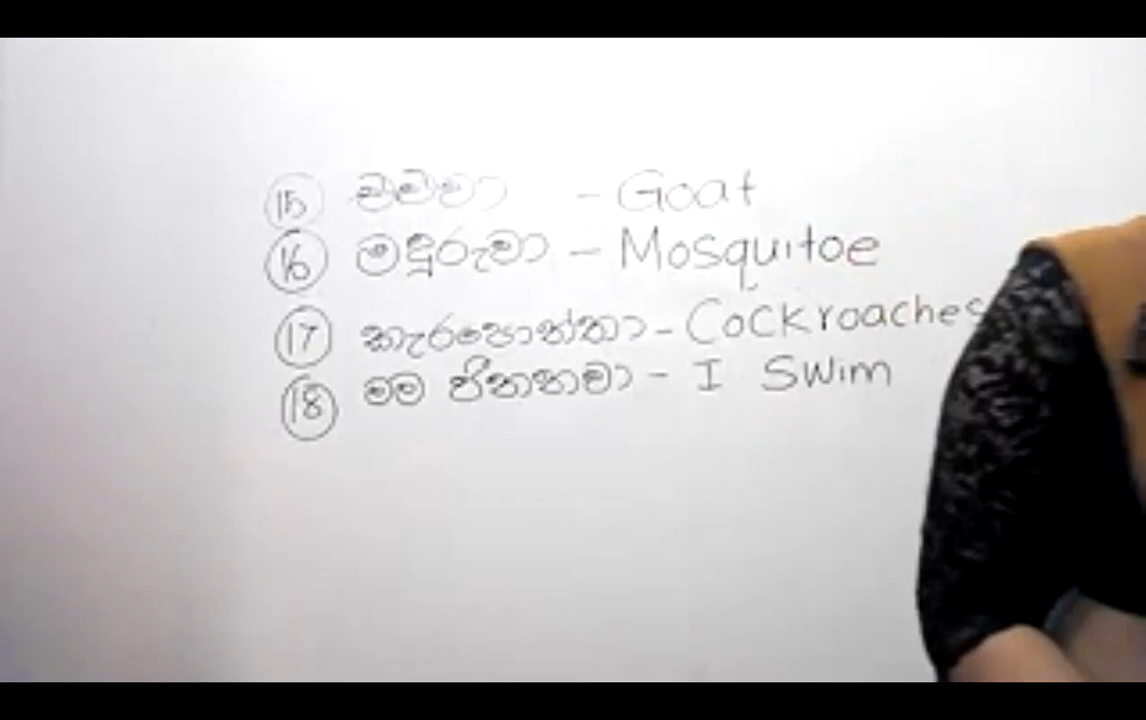 15 එළුවා - Goat
16 මදුරුවා - Mosquitoe
17 කැරපොත්තා - Cockroaches
18 මම පීනනවා - I Swim